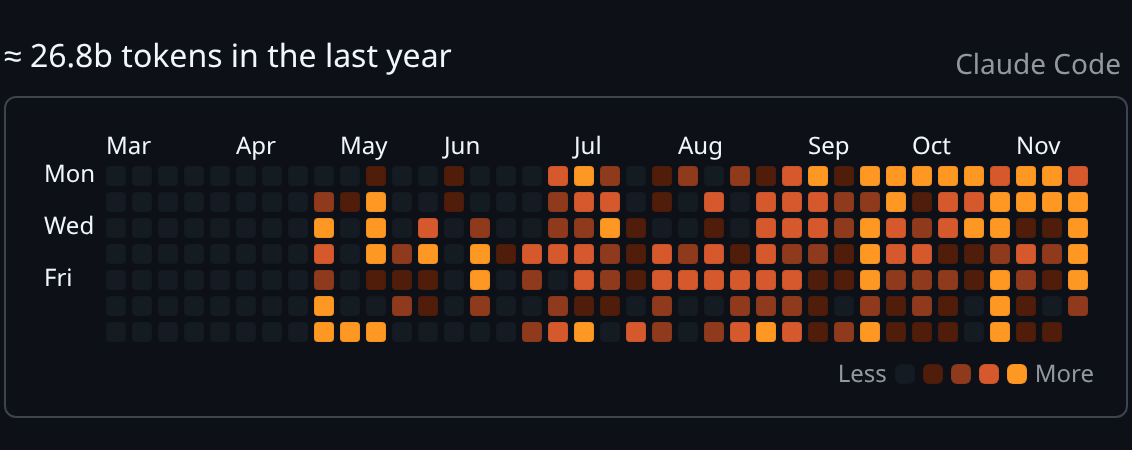 ≈ 26.8b tokens in the last year
Claude Code
Mar Apr May Jun Jul Aug Sep Oct Nov
Mon
Wed
Fri
Less More